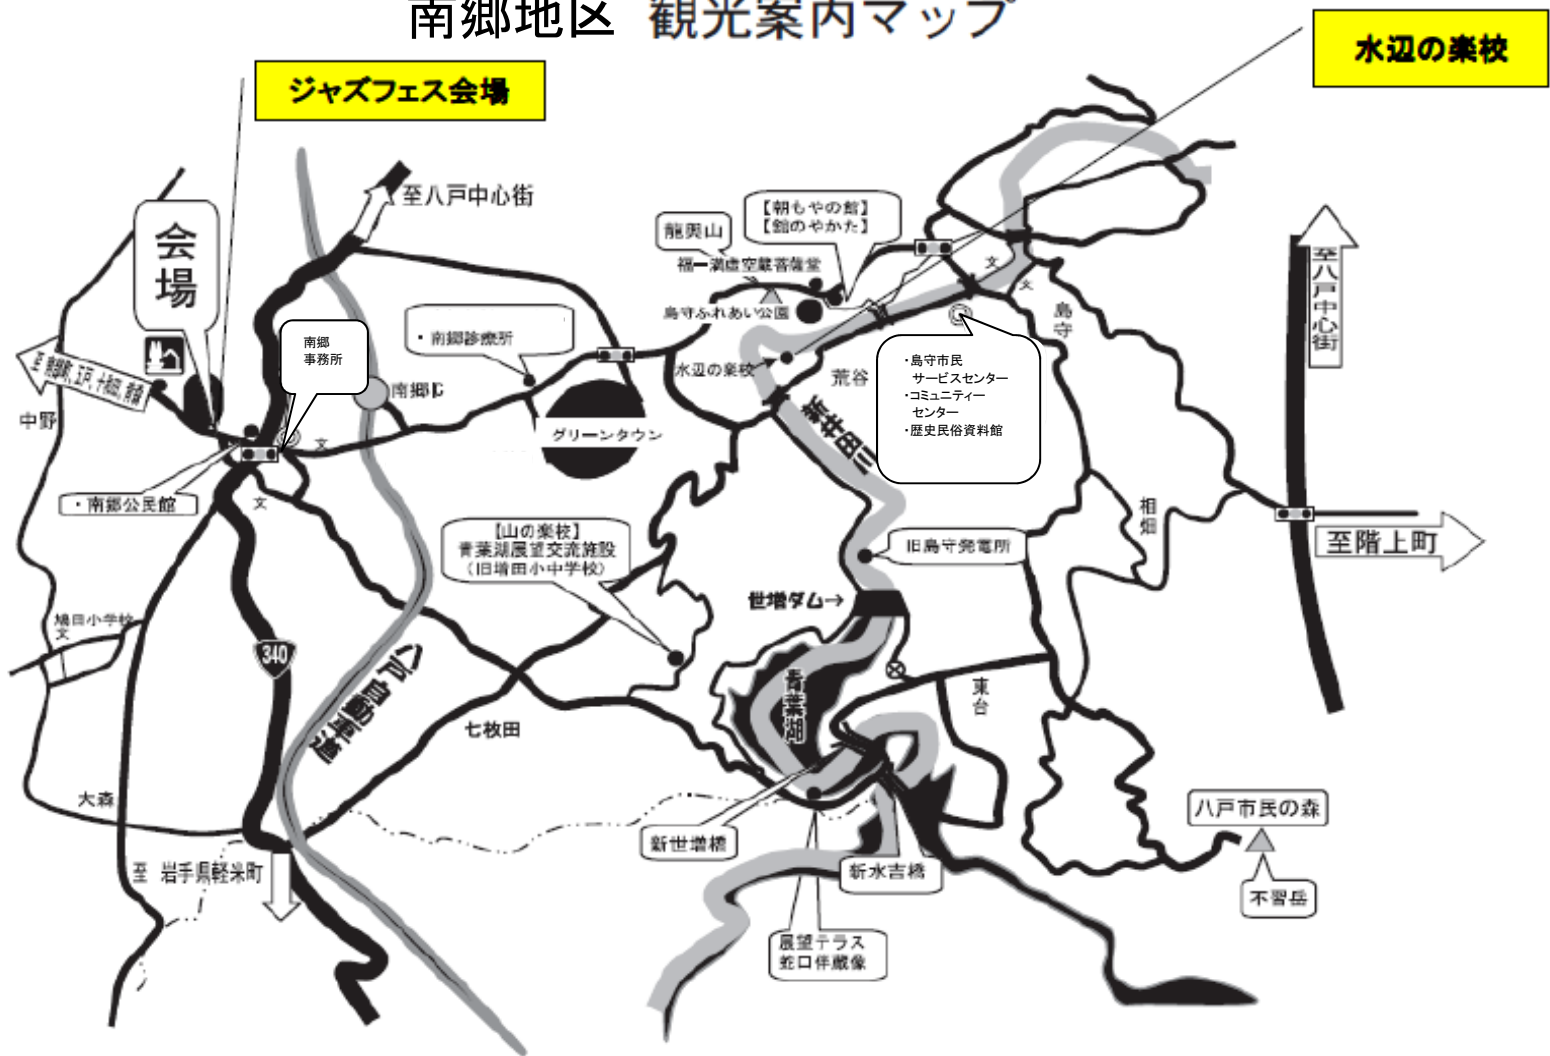 南郷地区 観光案内マップ
水辺の楽校
ジャズフェス会場
至八戸中心街
会場
【朝もやの館】
【舘のやかた】
龍興山
福一満虚空蔵菩薩堂
島守ふれあい公園
文
文
島守
至八戸中心街
南郷
事務所
・南郷診療所
水辺の楽校
荒谷
・島守市民
サービスセンター
・コミュニティー
センター
・歴史民俗資料館
南郷IC
中野
グリーンタウン
新井田川
文
・南郷公民館
文
相畑
【山の楽校】
青葉湖展望交流施設
（旧増田小中学校）
旧島守発電所
至階上町
世増ダム→
鳩田小学校
文
340
八戸自動車道
青葉湖
東台
七枚田
大森
八戸市民の森
新世増橋
新水吉橋
至 岩手県軽米町
不習岳
展望テラス
蛇口伴蔵像